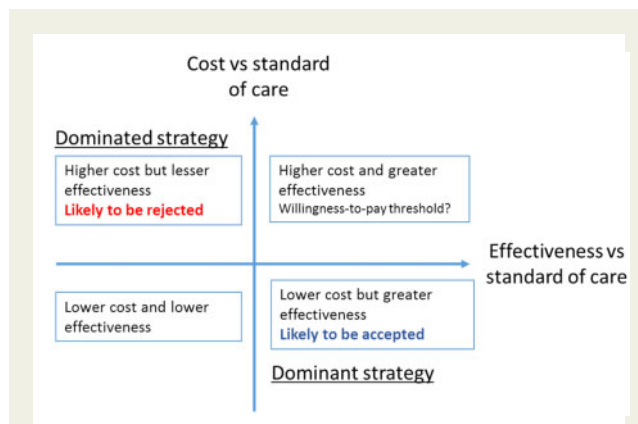 Cost vs standard
of care
Dominated strategy
Higher cost but lesser
effectiveness
Likely to be rejected
Higher cost and greater
effectiveness
Willingness-to-pay threshold?
Effectiveness vs
standard of care
Lower cost and lower
effectiveness
Lower cost but greater
effectiveness
Likely to be accepted
Dominant strategy